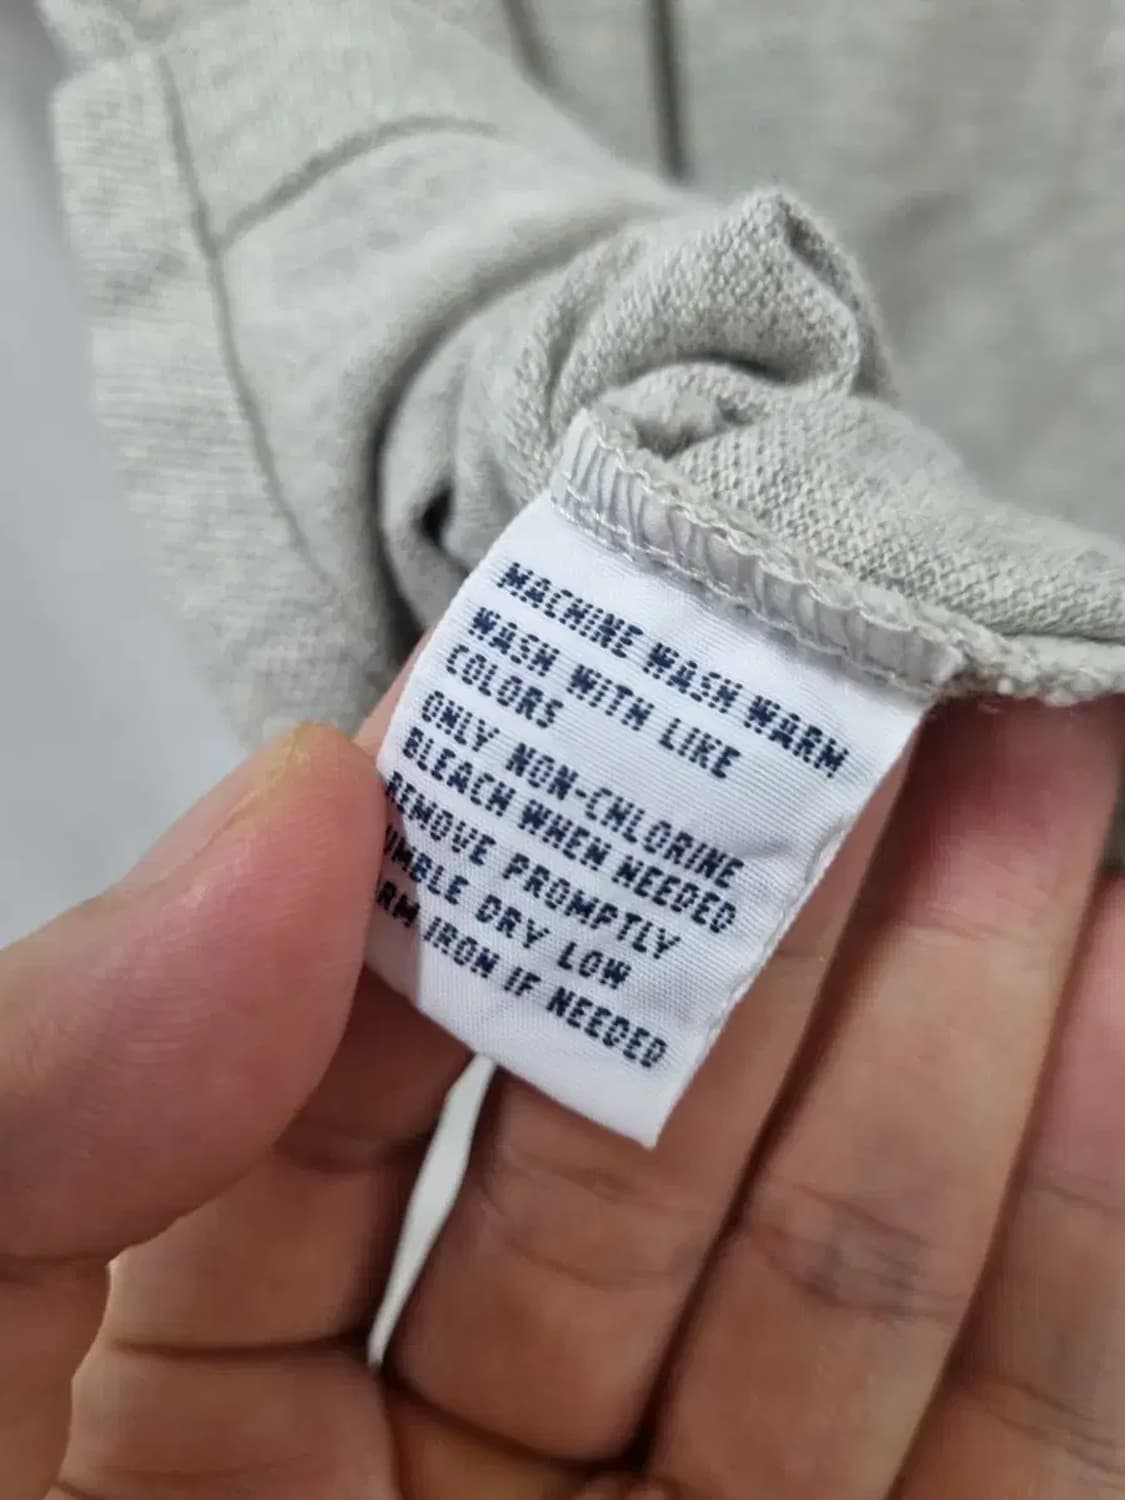 MACHINE WASH WARM
WASH WITH LIKE
COLORS
ONLY NON-CHLORINE
BLEACH WHEN NEEDED
REMOVE PROMPTLY
UMBLE DRY LOW
RM IRON IF NEEDED